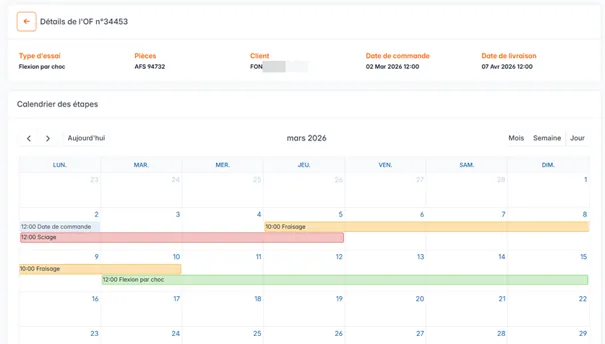 Détails de l'OF n°34453
Type d'essai Pièces Client Date de commande Date de livraison
Flexion par choc AFS 94732 FON 02 Mar 2026 12:00 07 Avr 2026 12:00
Calendrier des étapes
Aujourd'hui mars 2026 Mois Semaine Jour
LUN. MAR. MER. JEU. VEN. SAM. DIM.
23 24 25 26 27 28 1
2 3 4 5 6 7 8
12:00 Date de commande 10:00 Fraisage
12:00 Sciage
9 10 11 12 13 14 15
10:00 Fraisage
12:00 Flexion par choc
16 17 18 19 20 21 22
23 24 25 26 27 28 29